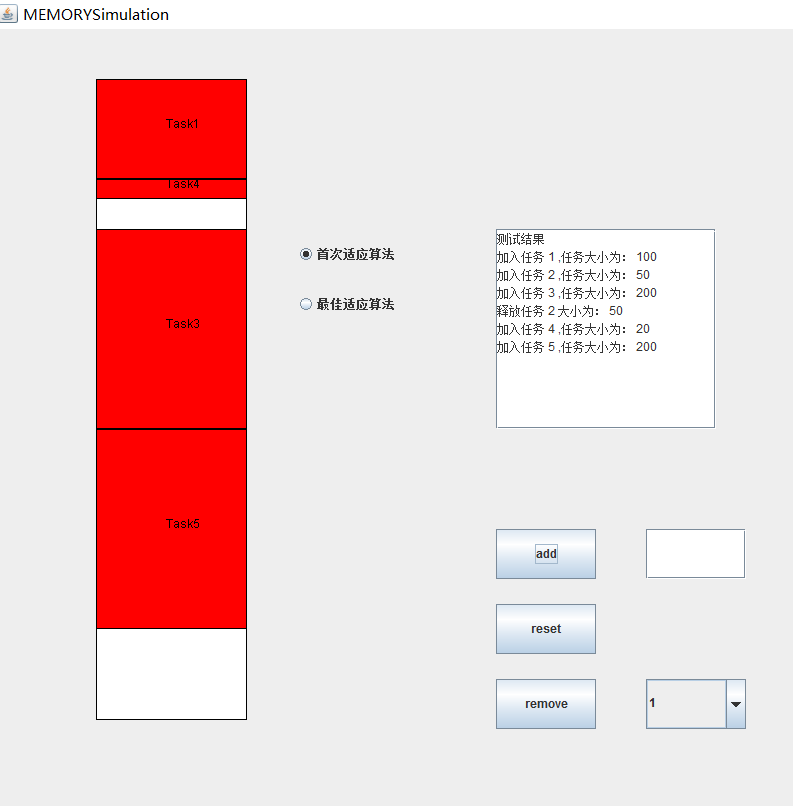 MEMORYSimulation
Task1
Task4
Task3
Task5
首次适应算法
最佳适应算法
测试结果
加入任务 1 ,任务大小为： 100
加入任务 2 ,任务大小为： 50
加入任务 3 ,任务大小为： 200
释放任务 2 大小为： 50
加入任务 4 ,任务大小为： 20
加入任务 5 ,任务大小为： 200
add
reset
remove
1